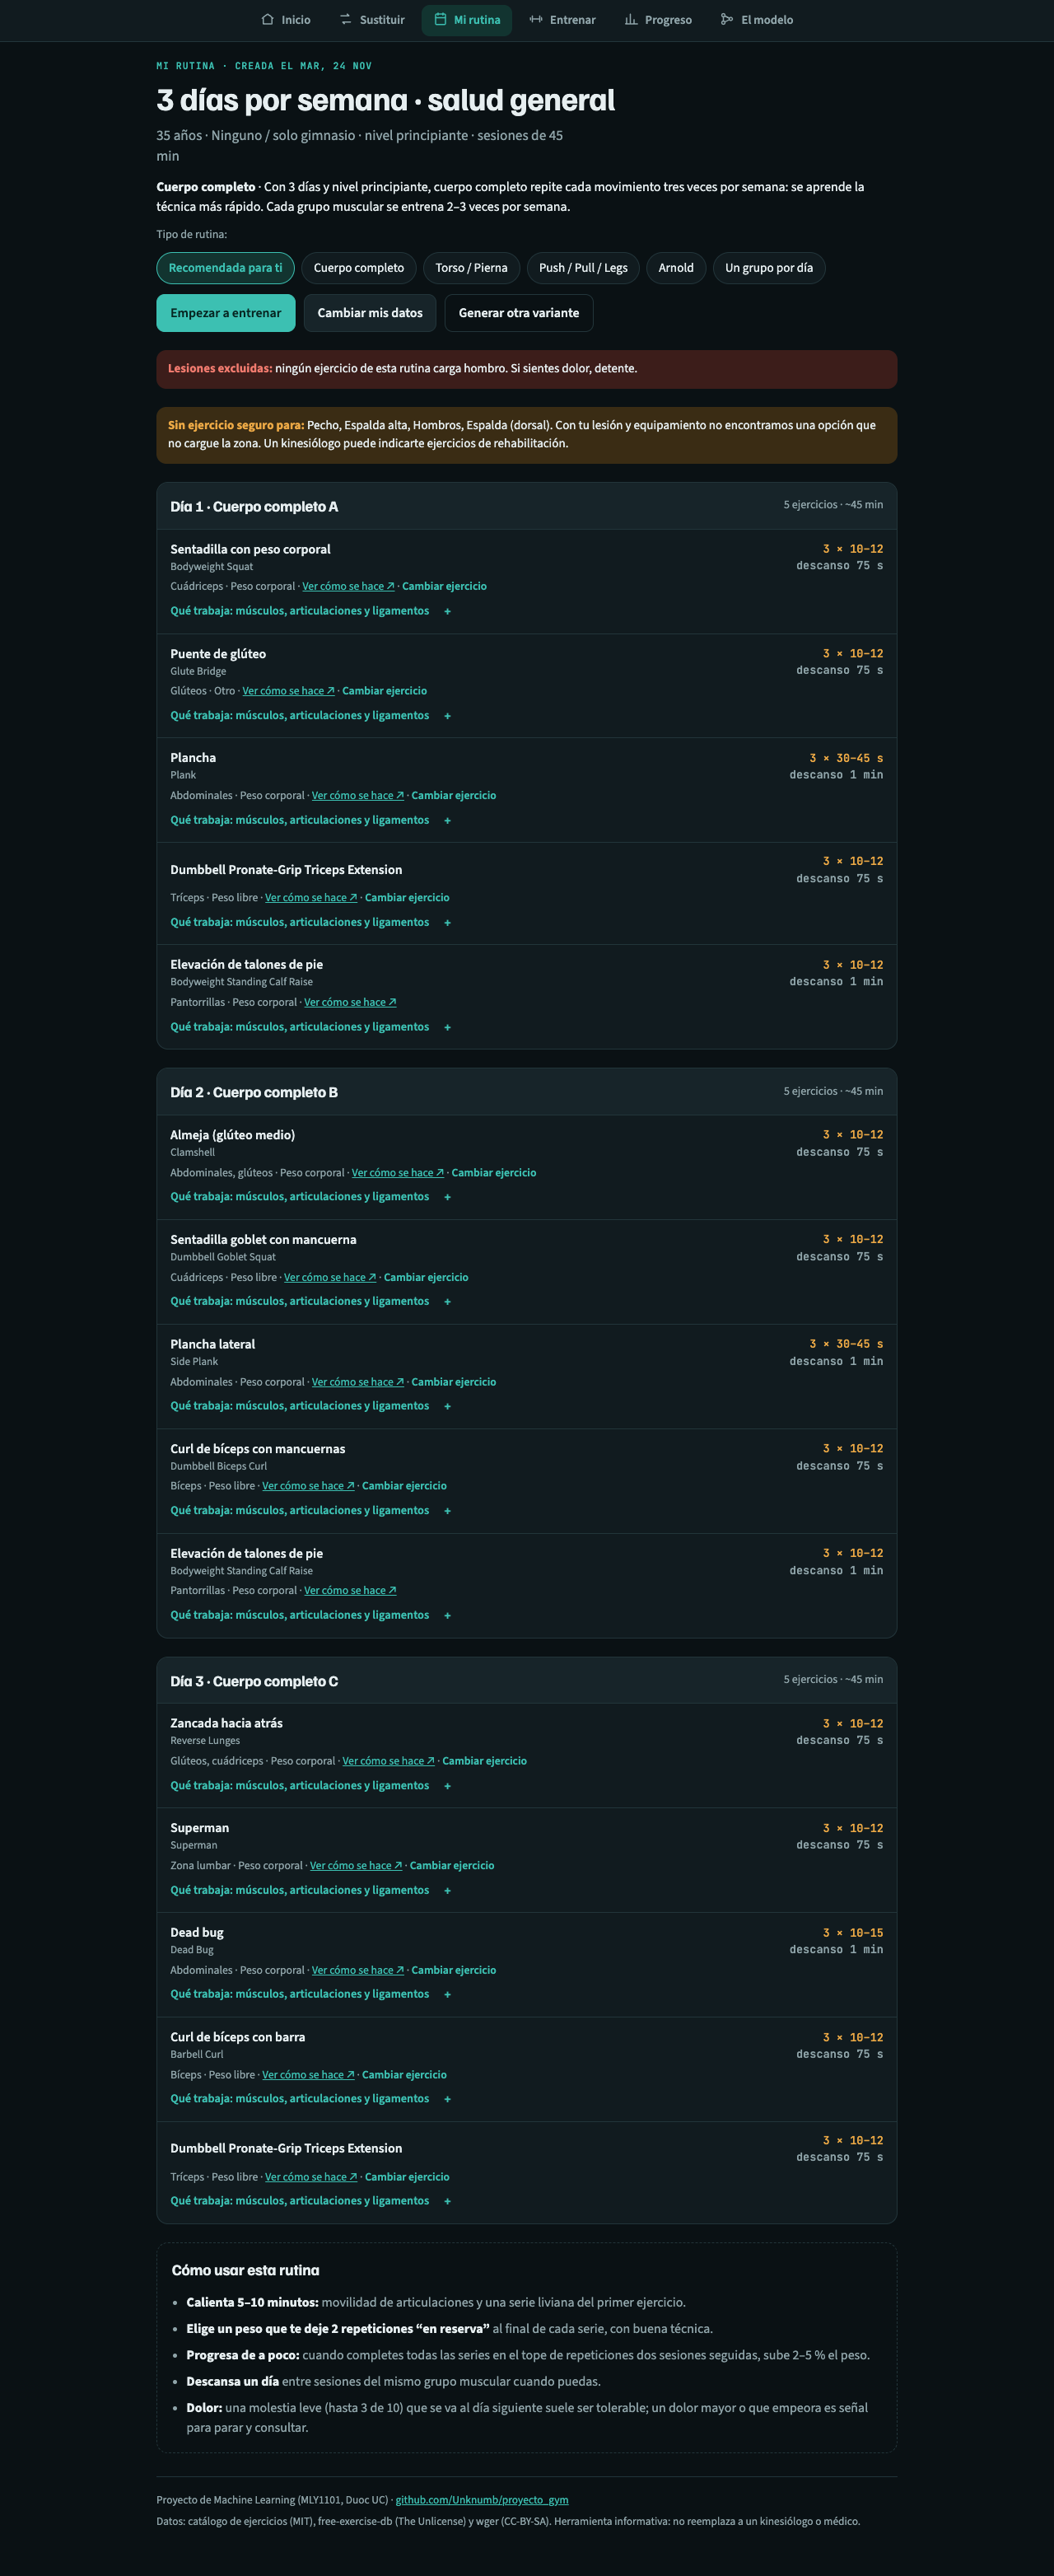 Inicio
Sustituir
Mi rutina
Entrenar
Progreso
El modelo
MI RUTINA · CREADA EL MAR, 24 NOV
3 días por semana · salud general
35 años · Ninguno / solo gimnasio · nivel principiante · sesiones de 45
min
Cuerpo completo · Con 3 días y nivel principiante, cuerpo completo repite cada movimiento tres veces por semana: se aprende la
técnica más rápido. Cada grupo muscular se entrena 2–3 veces por semana.
Tipo de rutina:
Recomendada para ti
Cuerpo completo
Torso / Pierna
Push / Pull / Legs
Arnold
Un grupo por día
Empezar a entrenar
Cambiar mis datos
Generar otra variante
Lesiones excluidas: ningún ejercicio de esta rutina carga hombro. Si sientes dolor, detente.
Sin ejercicio seguro para: Pecho, Espalda alta, Hombros, Espalda (dorsal). Con tu lesión y equipamiento no encontramos una opción que
no cargue la zona. Un kinesiólogo puede indicarte ejercicios de rehabilitación.
Día 1 · Cuerpo completo A
5 ejercicios · ~45 min
Sentadilla con peso corporal
3 × 10–12
Bodyweight Squat
descanso 75 s
Cuádriceps · Peso corporal · Ver cómo se hace ↗ · Cambiar ejercicio
Qué trabaja: músculos, articulaciones y ligamentos +
Puente de glúteo
3 × 10–12
Glute Bridge
descanso 75 s
Glúteos · Otro · Ver cómo se hace ↗ · Cambiar ejercicio
Qué trabaja: músculos, articulaciones y ligamentos +
Plancha
3 × 30–45 s
Plank
descanso 1 min
Abdominales · Peso corporal · Ver cómo se hace ↗ · Cambiar ejercicio
Qué trabaja: músculos, articulaciones y ligamentos +
Dumbbell Pronate-Grip Triceps Extension
3 × 10–12
descanso 75 s
Tríceps · Peso libre · Ver cómo se hace ↗ · Cambiar ejercicio
Qué trabaja: músculos, articulaciones y ligamentos +
Elevación de talones de pie
3 × 10–12
Bodyweight Standing Calf Raise
descanso 1 min
Pantorrillas · Peso corporal · Ver cómo se hace ↗
Qué trabaja: músculos, articulaciones y ligamentos +
Día 2 · Cuerpo completo B
5 ejercicios · ~45 min
Almeja (glúteo medio)
3 × 10–12
Clamshell
descanso 75 s
Abdominales, glúteos · Peso corporal · Ver cómo se hace ↗ · Cambiar ejercicio
Qué trabaja: músculos, articulaciones y ligamentos +
Sentadilla goblet con mancuerna
3 × 10–12
Dumbbell Goblet Squat
descanso 75 s
Cuádriceps · Peso libre · Ver cómo se hace ↗ · Cambiar ejercicio
Qué trabaja: músculos, articulaciones y ligamentos +
Plancha lateral
3 × 30–45 s
Side Plank
descanso 1 min
Abdominales · Peso corporal · Ver cómo se hace ↗ · Cambiar ejercicio
Qué trabaja: músculos, articulaciones y ligamentos +
Curl de bíceps con mancuernas
3 × 10–12
Dumbbell Biceps Curl
descanso 75 s
Bíceps · Peso libre · Ver cómo se hace ↗ · Cambiar ejercicio
Qué trabaja: músculos, articulaciones y ligamentos +
Elevación de talones de pie
3 × 10–12
Bodyweight Standing Calf Raise
descanso 1 min
Pantorrillas · Peso corporal · Ver cómo se hace ↗
Qué trabaja: músculos, articulaciones y ligamentos +
Día 3 · Cuerpo completo C
5 ejercicios · ~45 min
Zancada hacia atrás
3 × 10–12
Reverse Lunges
descanso 75 s
Glúteos, cuádriceps · Peso corporal · Ver cómo se hace ↗ · Cambiar ejercicio
Qué trabaja: músculos, articulaciones y ligamentos +
Superman
3 × 10–12
Superman
descanso 75 s
Zona lumbar · Peso corporal · Ver cómo se hace ↗ · Cambiar ejercicio
Qué trabaja: músculos, articulaciones y ligamentos +
Dead bug
3 × 10–15
Dead Bug
descanso 1 min
Abdominales · Peso corporal · Ver cómo se hace ↗ · Cambiar ejercicio
Qué trabaja: músculos, articulaciones y ligamentos +
Curl de bíceps con barra
3 × 10–12
Barbell Curl
descanso 75 s
Bíceps · Peso libre · Ver cómo se hace ↗ · Cambiar ejercicio
Qué trabaja: músculos, articulaciones y ligamentos +
Dumbbell Pronate-Grip Triceps Extension
3 × 10–12
descanso 75 s
Tríceps · Peso libre · Ver cómo se hace ↗ · Cambiar ejercicio
Qué trabaja: músculos, articulaciones y ligamentos +
Cómo usar esta rutina
• Calienta 5–10 minutos: movilidad de articulaciones y una serie liviana del primer ejercicio.
• Elige un peso que te deje 2 repeticiones “en reserva” al final de cada serie, con buena técnica.
• Progresa de a poco: cuando completes todas las series en el tope de repeticiones dos sesiones seguidas, sube 2–5 % el peso.
• Descansa un día entre sesiones del mismo grupo muscular cuando puedas.
• Dolor: una molestia leve (hasta 3 de 10) que se va al día siguiente suele ser tolerable; un dolor mayor o que empeora es señal
para parar y consultar.
Proyecto de Machine Learning (MLY1101, Duoc UC) · github.com/Unknumb/proyecto_gym
Datos: catálogo de ejercicios (MIT), free-exercise-db (The Unlicense) y wger (CC-BY-SA). Herramienta informativa: no reemplaza a un kinesiólogo o médico.